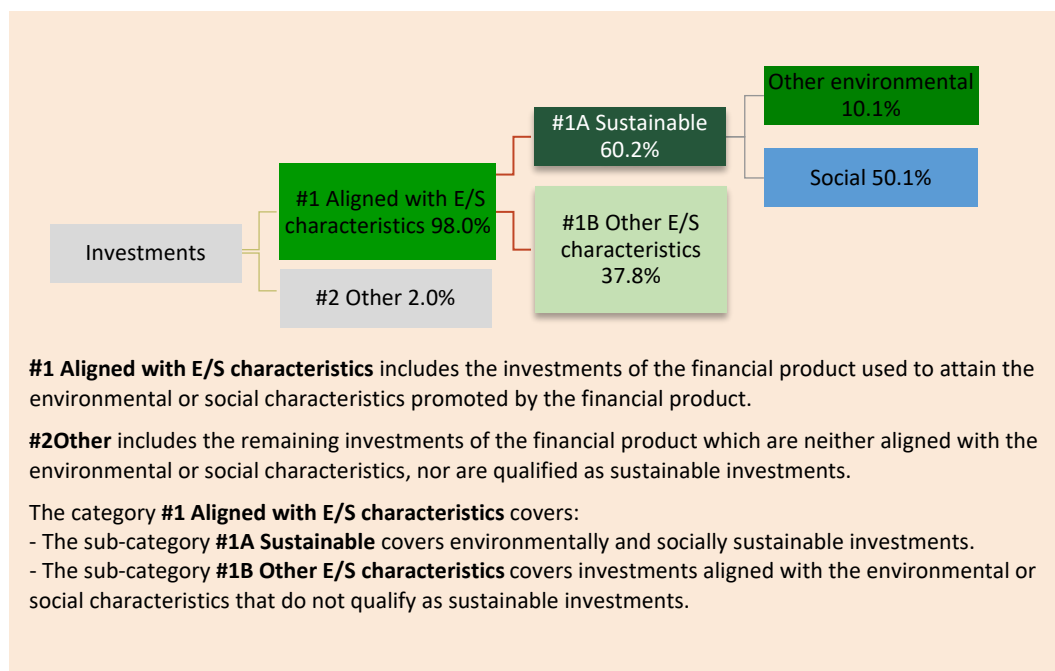 Other environmental
10.1%
#1A Sustainable
60.2%
Social 50.1%
#1 Aligned with E/S
characteristics 98.0%
#1B Other E/S
characteristics
37.8%
Investments
#2 Other 2.0%
#1 Aligned with E/S characteristics includes the investments of the financial product used to attain the
environmental or social characteristics promoted by the financial product.
#2Other includes the remaining investments of the financial product which are neither aligned with the
environmental or social characteristics, nor are qualified as sustainable investments.
The category #1 Aligned with E/S characteristics covers:
- The sub-category #1A Sustainable covers environmentally and socially sustainable investments.
- The sub-category #1B Other E/S characteristics covers investments aligned with the environmental or
social characteristics that do not qualify as sustainable investments.